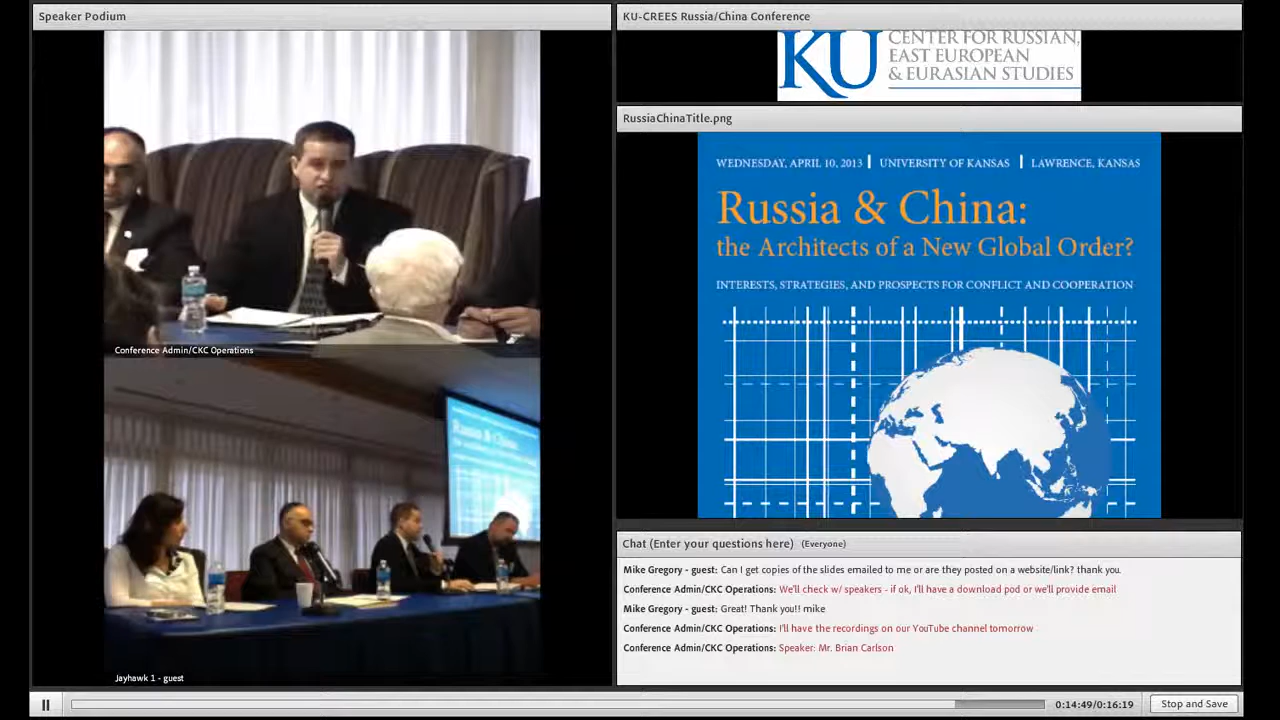 Speaker Podium
Conference Admin/CKC Operations
Jayhawk 1 - guest
KU-CREES Russia/China Conference
KU CENTER FOR RUSSIAN,
EAST EUROPEAN
& EURASIAN STUDIES
RussiaChinaTitle.png
WEDNESDAY, APRIL 10, 2013 | UNIVERSITY OF KANSAS | LAWRENCE, KANSAS
Russia & China:
the Architects of a New Global Order?
INTERESTS, STRATEGIES, AND PROSPECTS FOR CONFLICT AND COOPERATION
Chat (Enter your questions here) (Everyone)
Mike Gregory - guest: Can I get copies of the slides emailed to me or are they posted on a website/link? thank you.
Conference Admin/CKC Operations: We'll check w/ speakers - if ok, I'll have a download pod or we'll provide email
Mike Gregory - guest: Great! Thank you!! mike
Conference Admin/CKC Operations: I'll have the recordings on our YouTube channel tomorrow
Conference Admin/CKC Operations: Speaker: Mr. Brian Carlson
0:14:49/0:16:19
Stop and Save